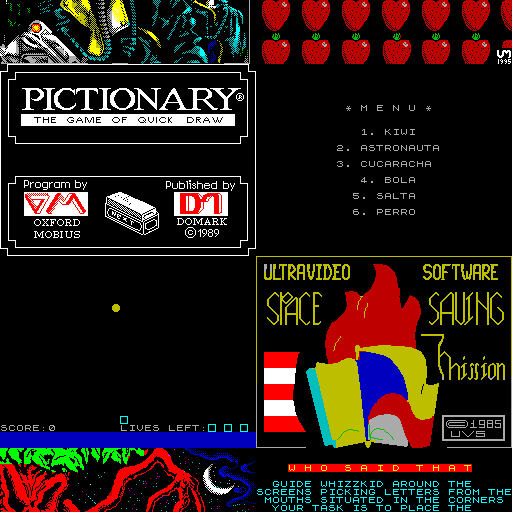 UM
1995
PICTIONARY®
THE GAME OF QUICK DRAW
Program by
OXFORD
MOBIUS
Published by
DOMARK
©1989
* M E N U *
1. KIWI
2. ASTRONAUTA
3. CUCARACHA
4. BOLA
5. SALTA
6. PERRO
SCORE:0
LIVES LEFT:
ULTRAVIDEO SOFTWARE
SPACE SAVING
Mission
©1985
UVS
WHO SAID THAT
GUIDE WHIZZKID AROUND THE
SCREENS PICKING LETTERS FROM THE
MOUTHS SITUATED IN THE CORNERS
YOUR TASK IS TO PLACE THE